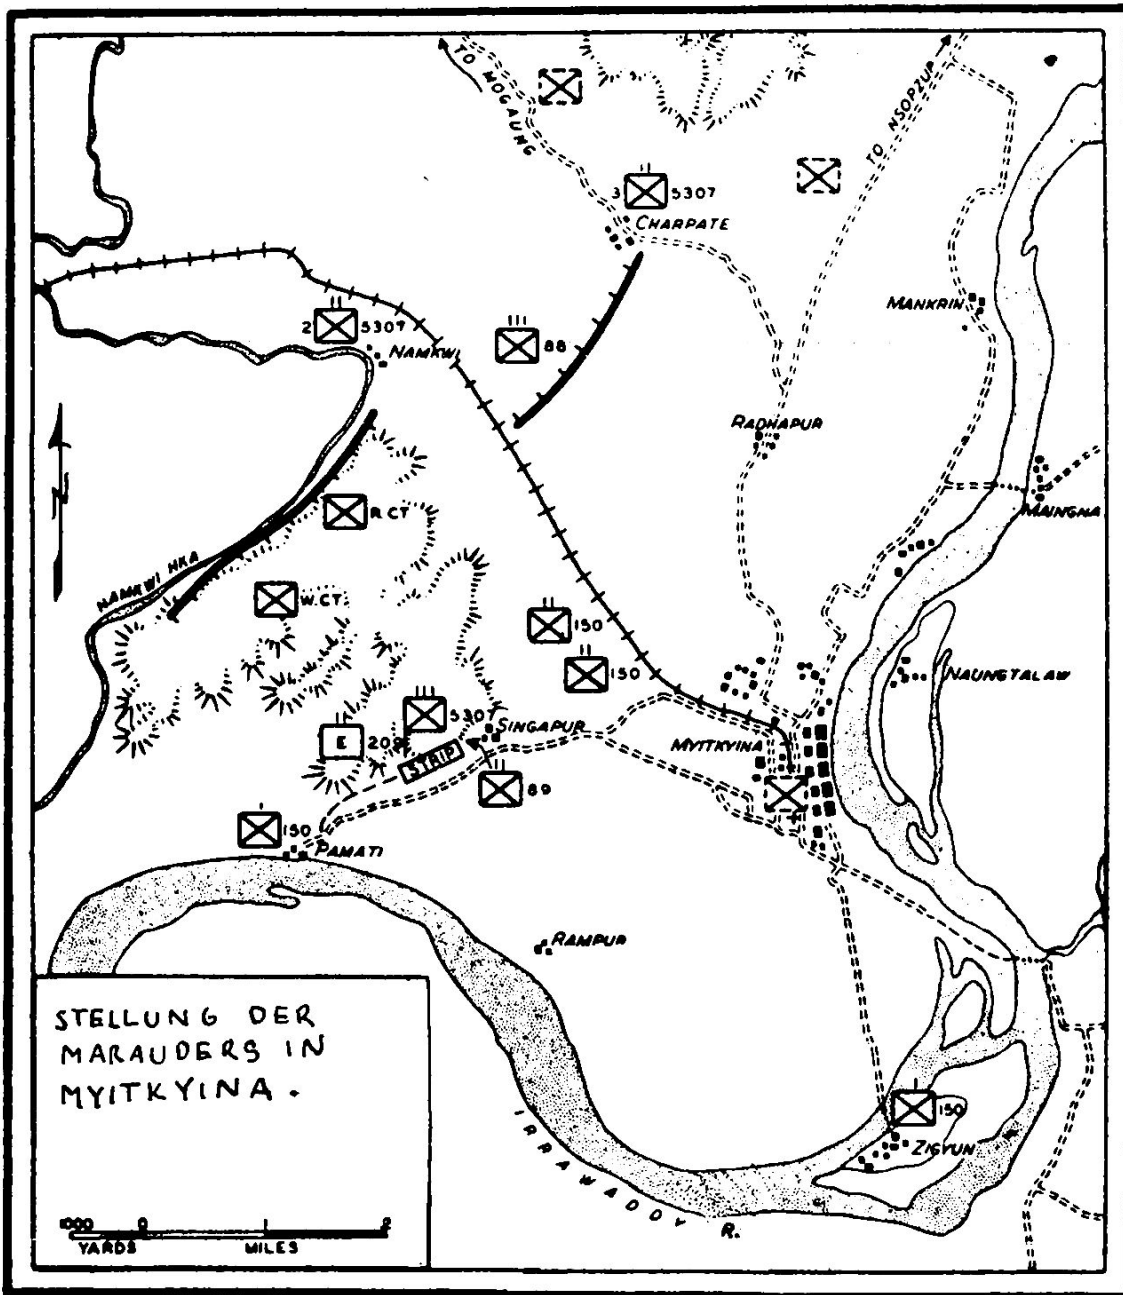 TO MOGAUNG
TO NSOPZUP
3 5307
CHARPATE
MANKRIN
2 5307
NAMKWI
88
RADHAPUR
MAINGNA
N
R.CT
NAMKWI HKA
W.CT.
150
150
NAUNGTALAW
5307
SINGAPUR
MYITKYINA
E 209
STRIP
89
150
PAMATI
RAMPUR
STELLUNG DER
MARAUDERS IN
MYITKYINA.
IRRAWADDY R.
150
ZIGYUN
1000 0 1 2
YARDS MILES